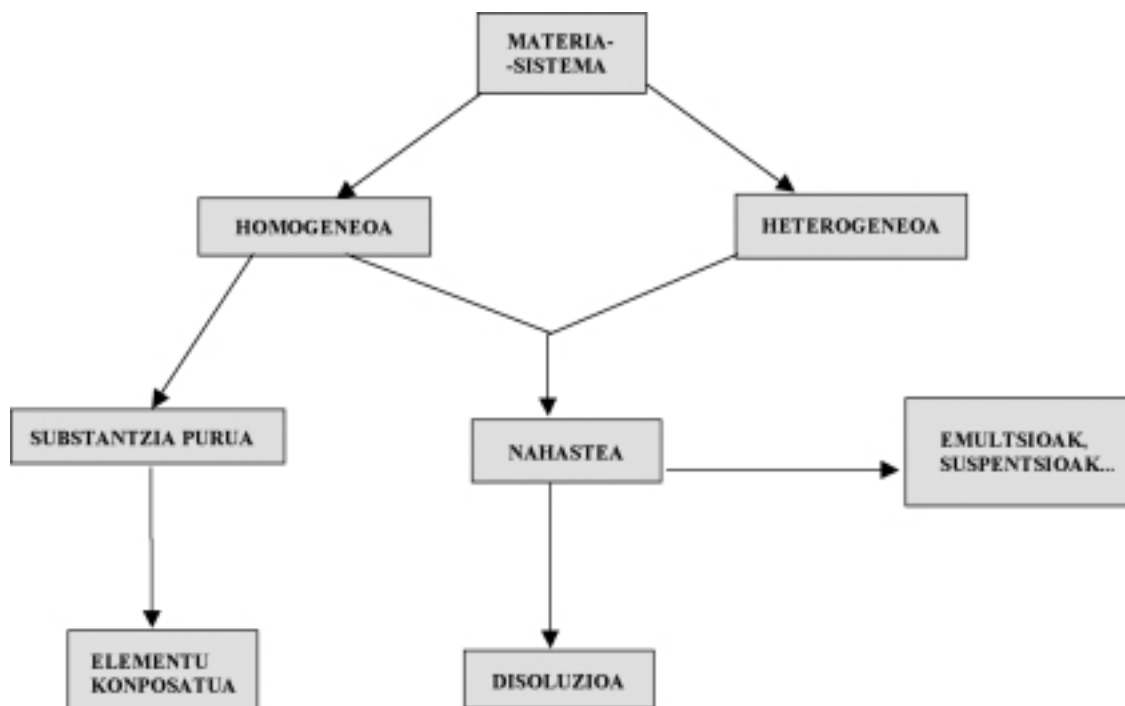 MATERIA-
-SISTEMA
HOMOGENEOA
HETEROGENEOA
SUBSTANTZIA PURUA
NAHASTEA
EMULTSIOAK,
SUSPENTSIOAK...
ELEMENTU
KONPOSATUA
DISOLUZIOA